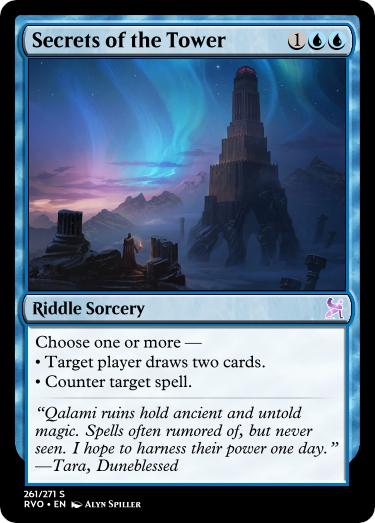 Secrets of the Tower 1
Riddle Sorcery
Choose one or more —
• Target player draws two cards.
• Counter target spell.
“Qalami ruins hold ancient and untold
magic. Spells often rumored of, but never
seen. I hope to harness their power one day.”
—Tara, Duneblessed
261/271 S
RVO • EN Alyn Spiller